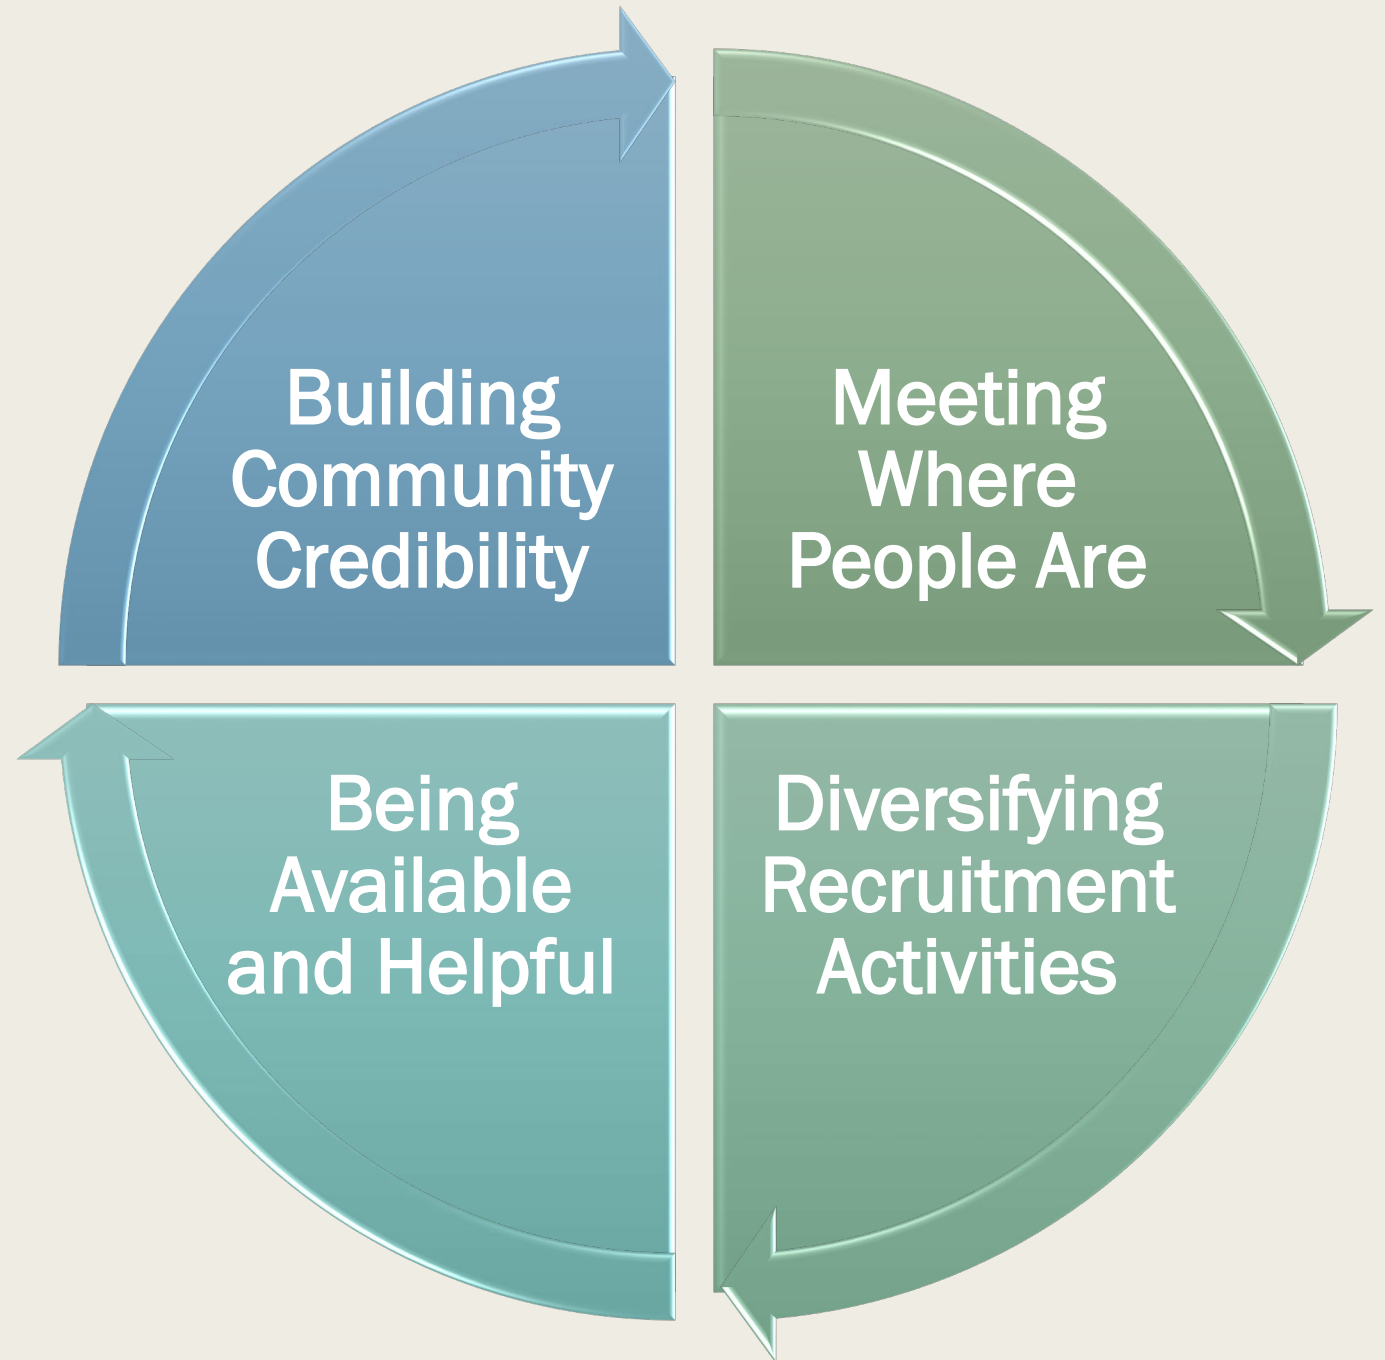 Building
Community
Credibility
Meeting
Where
People Are
Being
Available
and Helpful
Diversifying
Recruitment
Activities